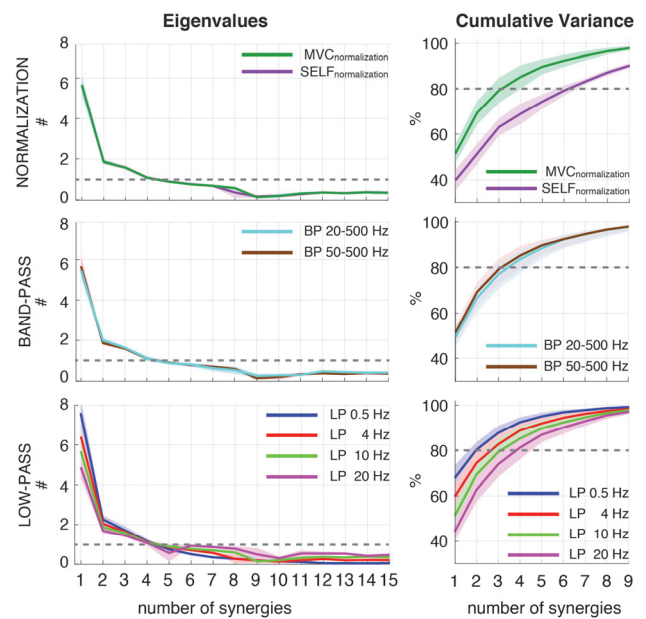 Eigenvalues
Cumulative Variance
NORMALIZATION
#
8
6
4
2
0
MVCnormalization
SELFnormalization
%
100
80
60
40
MVCnormalization
SELFnormalization
BAND-PASS
#
8
6
4
2
0
BP 20-500 Hz
BP 50-500 Hz
%
100
80
60
40
BP 20-500 Hz
BP 50-500 Hz
LOW-PASS
#
8
6
4
2
0
LP 0.5 Hz
LP 4 Hz
LP 10 Hz
LP 20 Hz
1 2 3 4 5 6 7 8 9 10 11 12 13 14 15
number of synergies
%
100
80
60
40
LP 0.5 Hz
LP 4 Hz
LP 10 Hz
LP 20 Hz
1 2 3 4 5 6 7 8 9
number of synergies